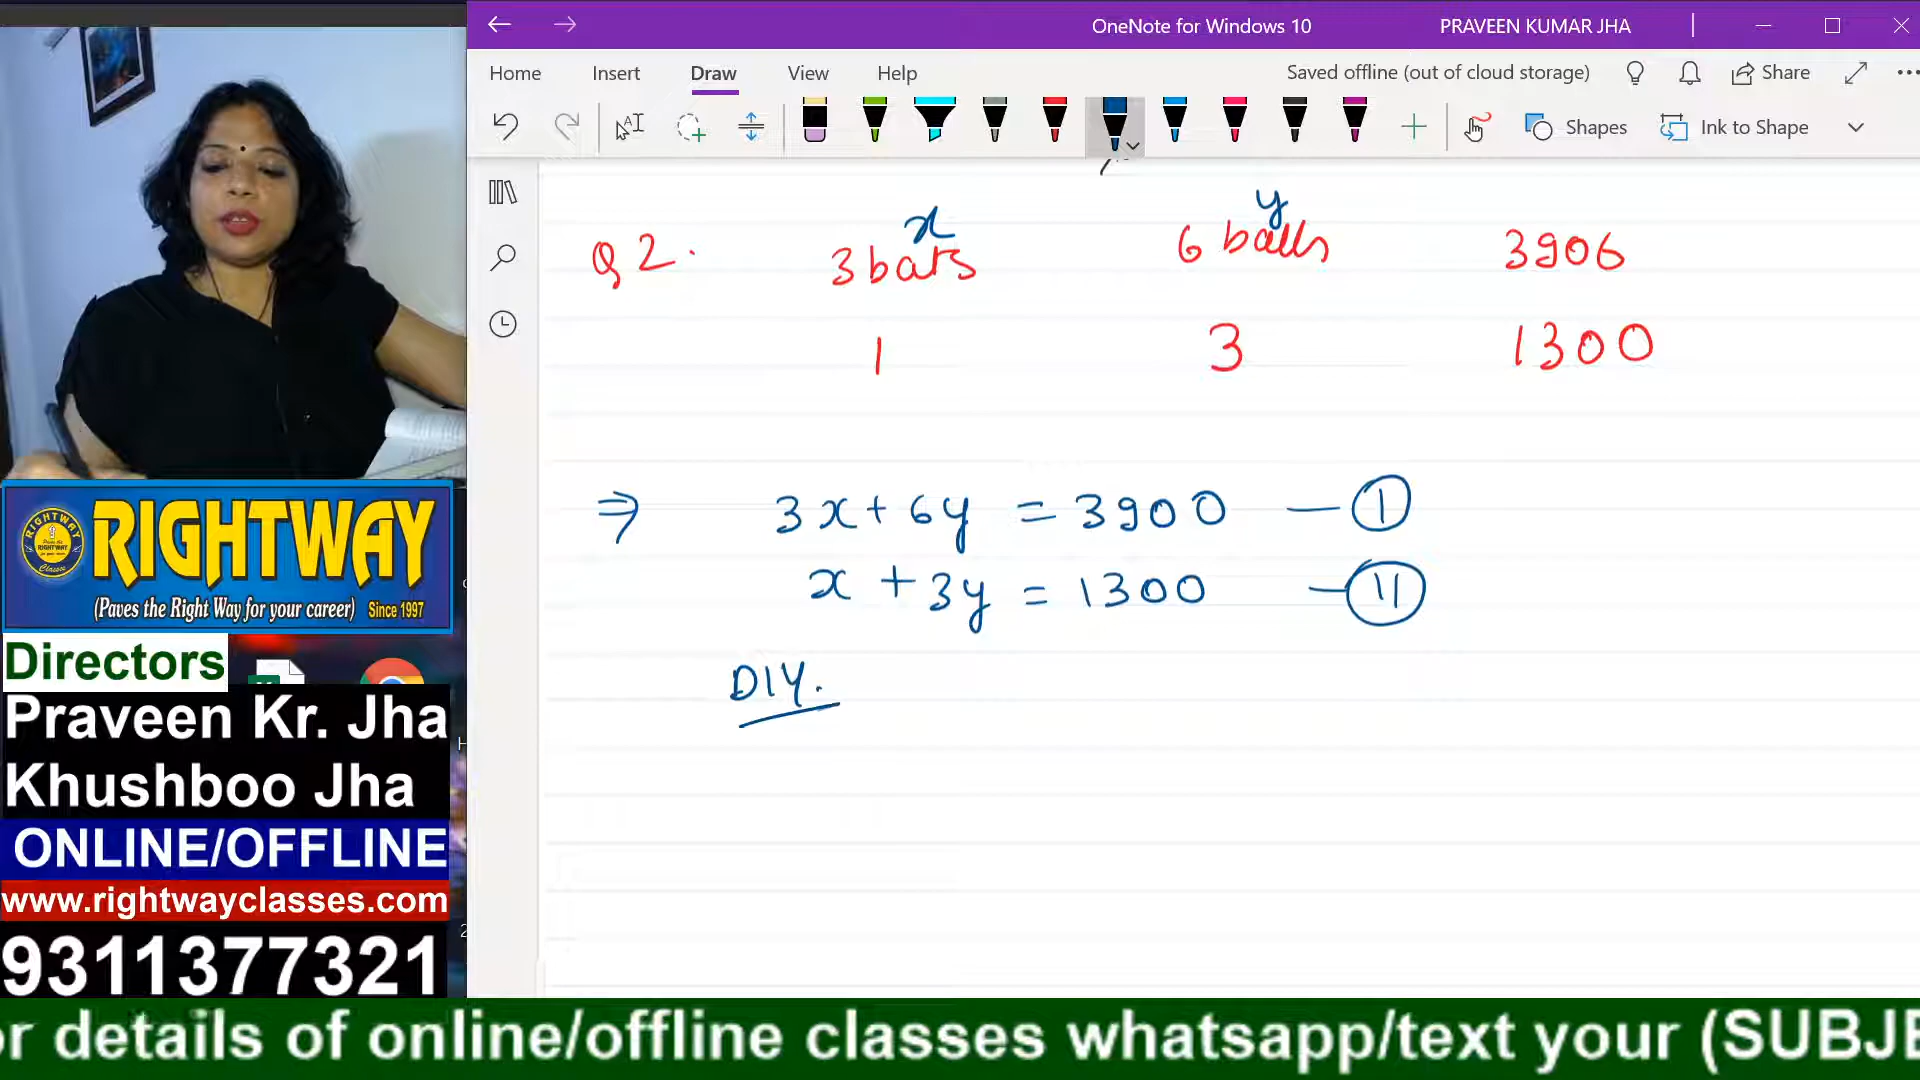 OneNote for Windows 10
PRAVEEN KUMAR JHA
Home Insert Draw View Help
Saved offline (out of cloud storage)
Share
Shapes
Ink to Shape
x y
Q2. 3 bats 6 balls 3906
1 3 1300
⇒ 3x + 6y = 3900 — I
x + 3y = 1300 — II
DIY.
RIGHTWAY
(Paves the Right Way for your career) Since 1997
Directors
Praveen Kr. Jha
Khushboo Jha
ONLINE/OFFLINE
www.rightwayclasses.com
9311377321
or details of online/offline classes whatsapp/text your (SUBJE